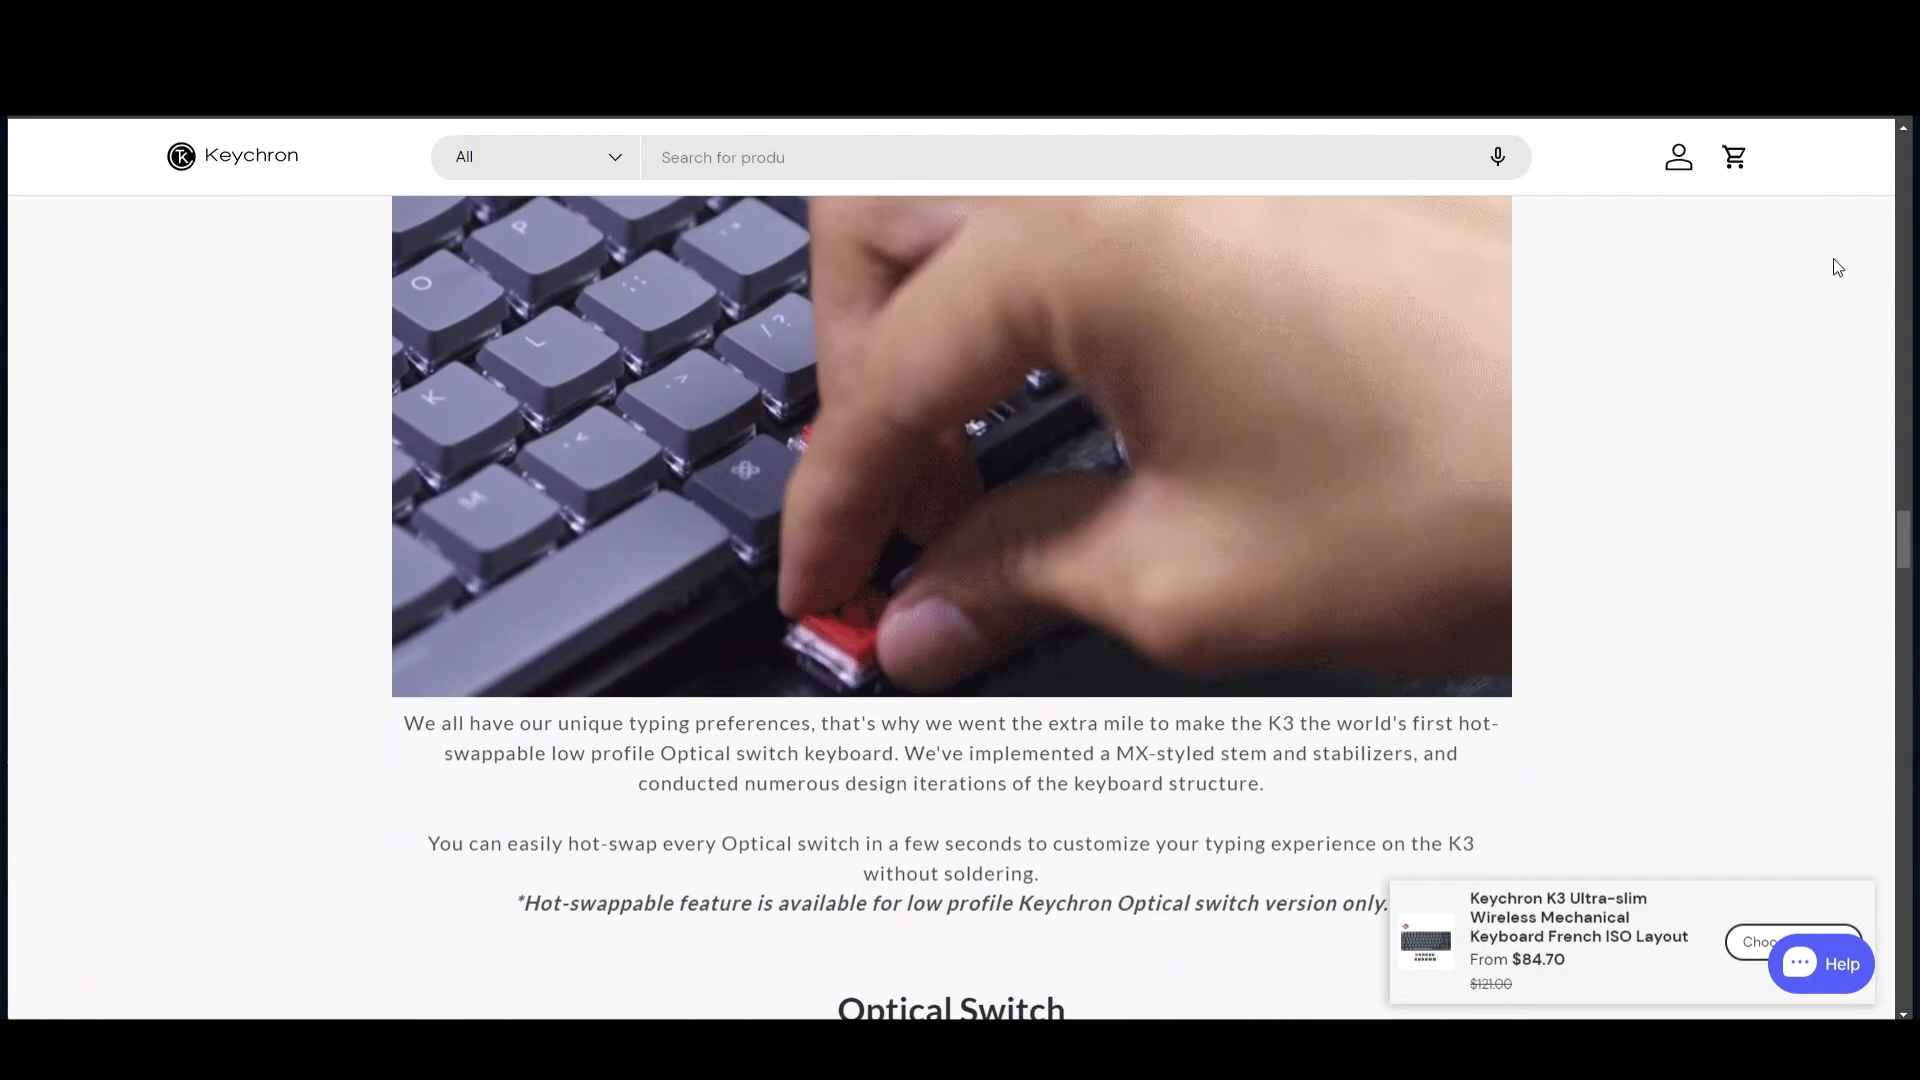 Keychron
All
Search for produ
P
O
L
K
M
/ ?
We all have our unique typing preferences, that's why we went the extra mile to make the K3 the world's first hot-
swappable low profile Optical switch keyboard. We've implemented a MX-styled stem and stabilizers, and
conducted numerous design iterations of the keyboard structure.
You can easily hot-swap every Optical switch in a few seconds to customize your typing experience on the K3
without soldering.
*Hot-swappable feature is available for low profile Keychron Optical switch version only.
Keychron K3 Ultra-slim
Wireless Mechanical
Keyboard French ISO Layout
From $84.70
$121.00
Help
Optical Switch